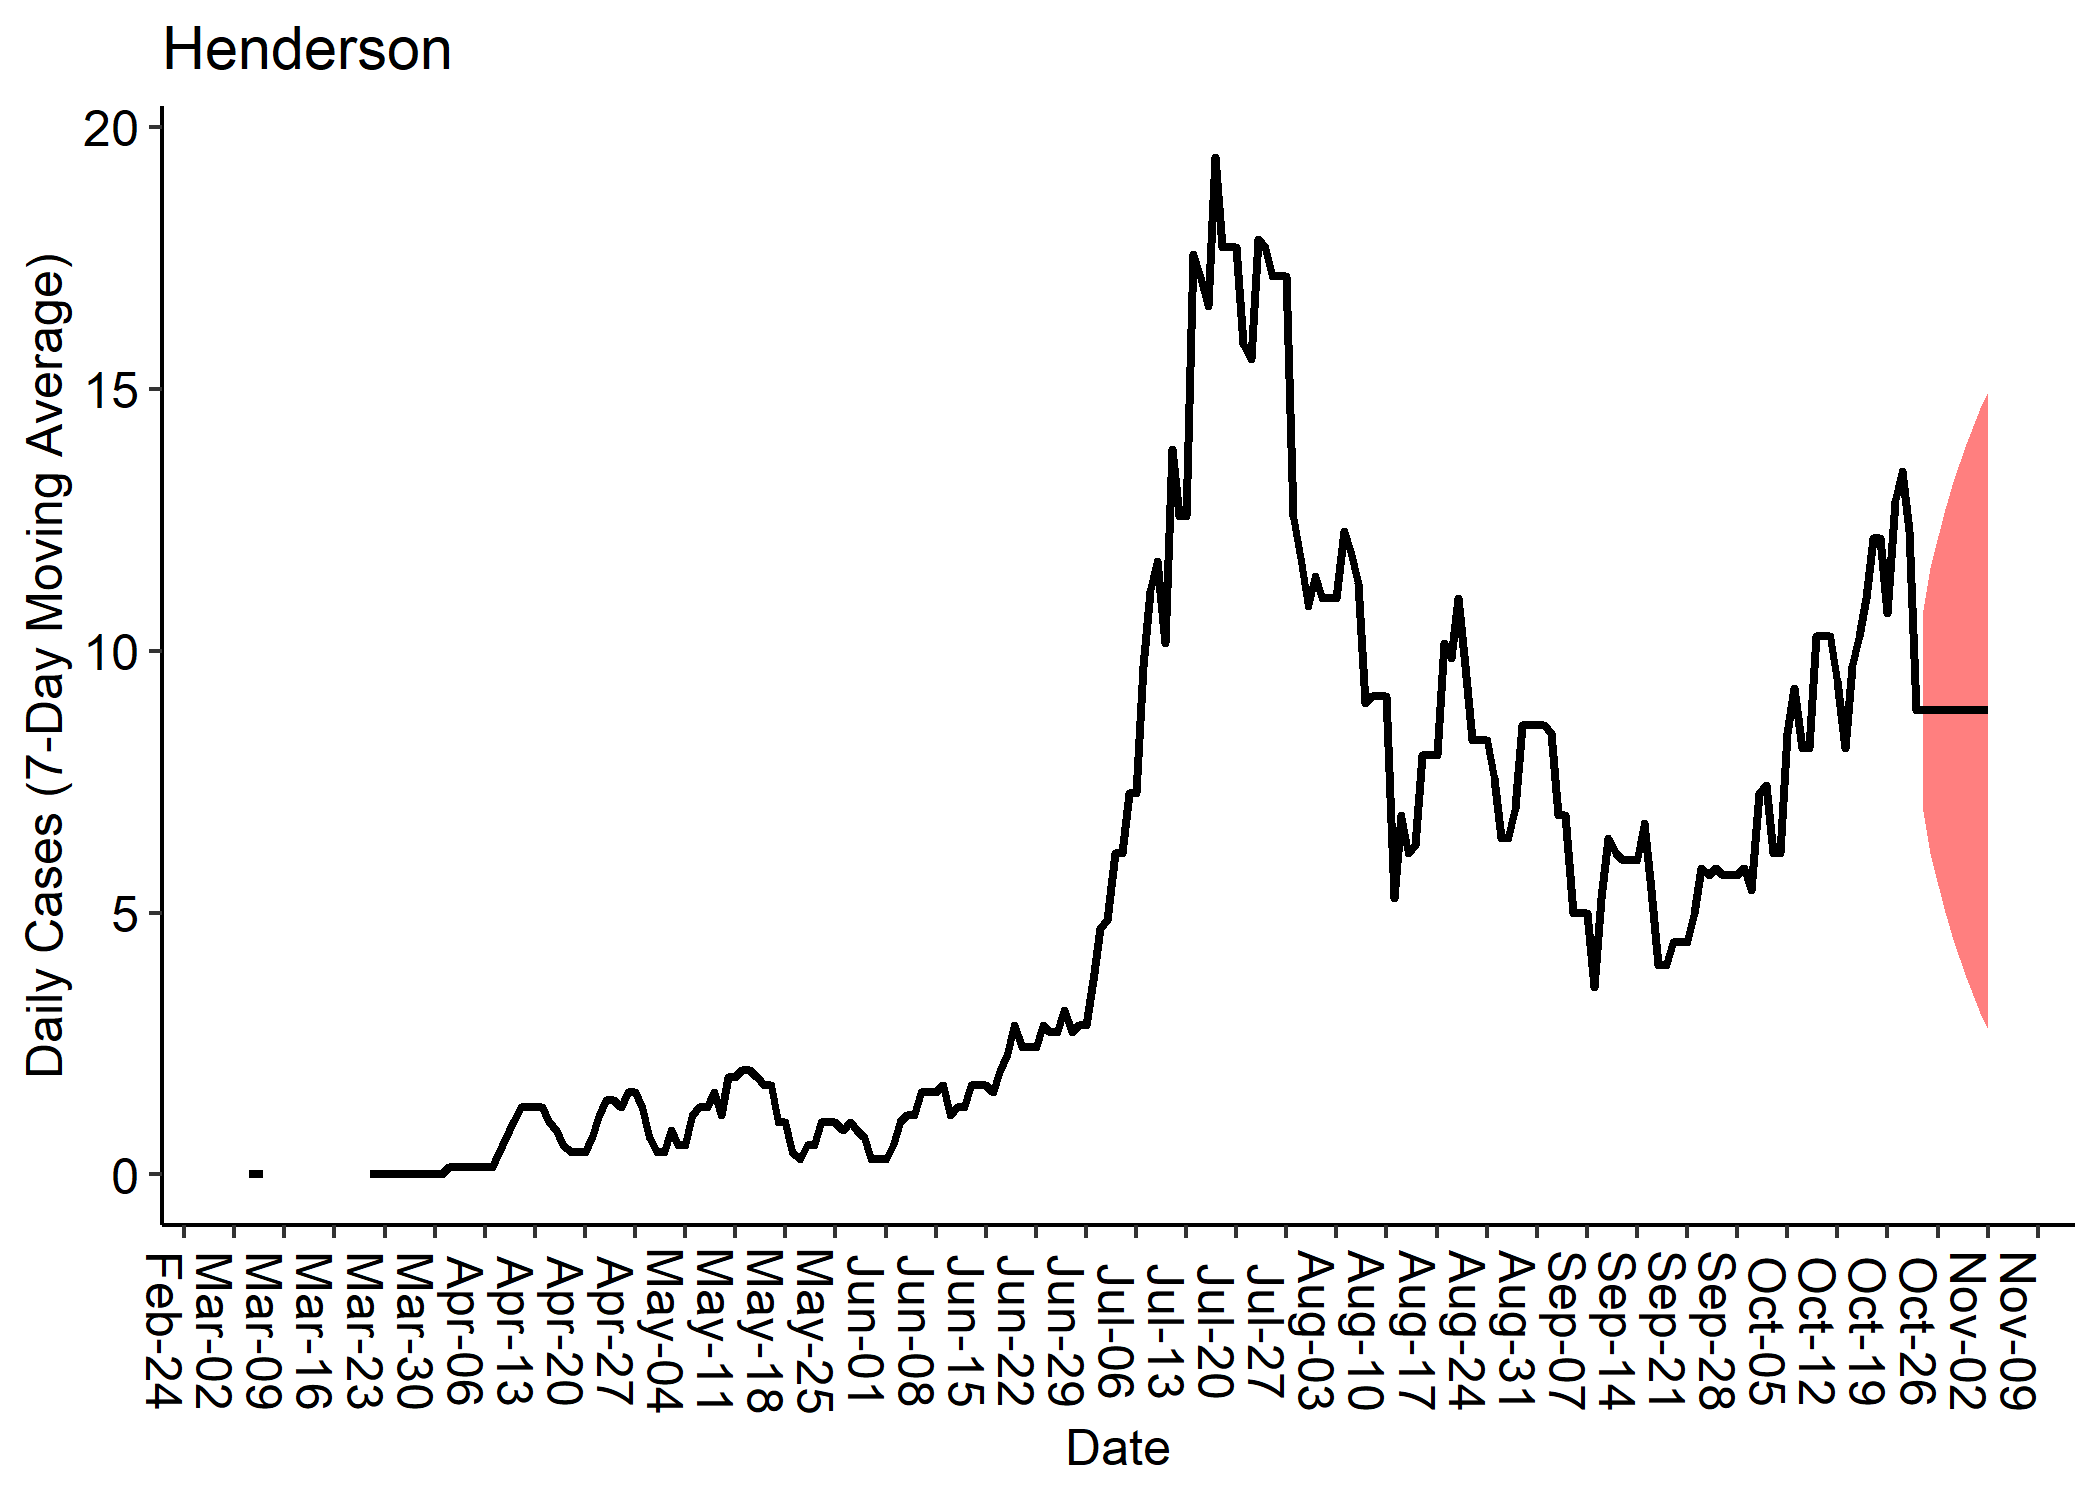 Henderson
Daily Cases (7-Day Moving Average)
20
15
10
5
0
Feb-24
Mar-02
Mar-09
Mar-16
Mar-23
Mar-30
Apr-06
Apr-13
Apr-20
Apr-27
May-04
May-11
May-18
May-25
Jun-01
Jun-08
Jun-15
Jun-22
Jun-29
Jul-06
Jul-13
Jul-20
Jul-27
Aug-03
Aug-10
Aug-17
Aug-24
Aug-31
Sep-07
Sep-14
Sep-21
Sep-28
Oct-05
Oct-12
Oct-19
Oct-26
Nov-02
Nov-09
Date